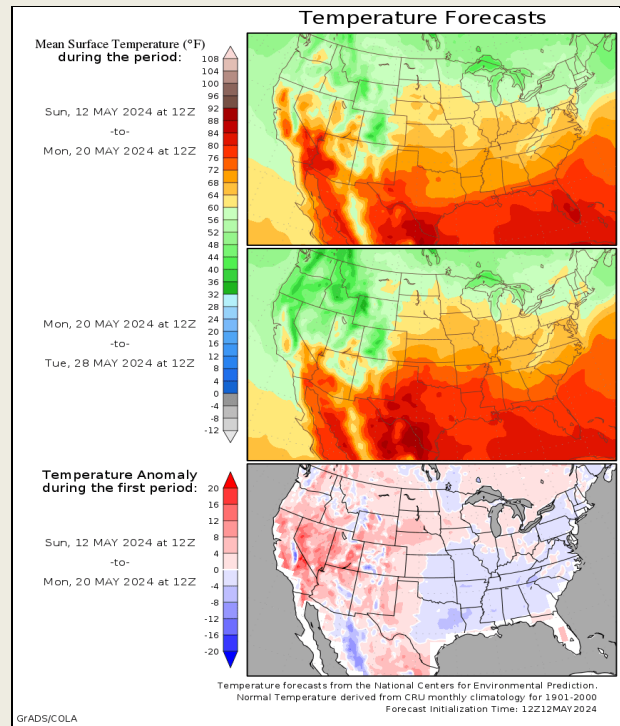 Temperature Forecasts
Mean Surface Temperature (°F)
during the period:
108
104
100
96
92
88
84
80
76
72
68
64
60
56
52
48
44
40
36
32
28
24
20
16
12
8
4
0
-4
-8
-12
Sun, 12 MAY 2024 at 12Z
-to-
Mon, 20 MAY 2024 at 12Z
Mon, 20 MAY 2024 at 12Z
-to-
Tue, 28 MAY 2024 at 12Z
Temperature Anomaly
during the first period:
20
16
12
8
4
0
-4
-8
-12
-16
-20
Sun, 12 MAY 2024 at 12Z
-to-
Mon, 20 MAY 2024 at 12Z
Temperature forecasts from the National Centers for Environmental Prediction.
Normal Temperature derived from CRU monthly climatology for 1901-2000
Forecast Initialization Time: 12Z12MAY2024
GrADS/COLA